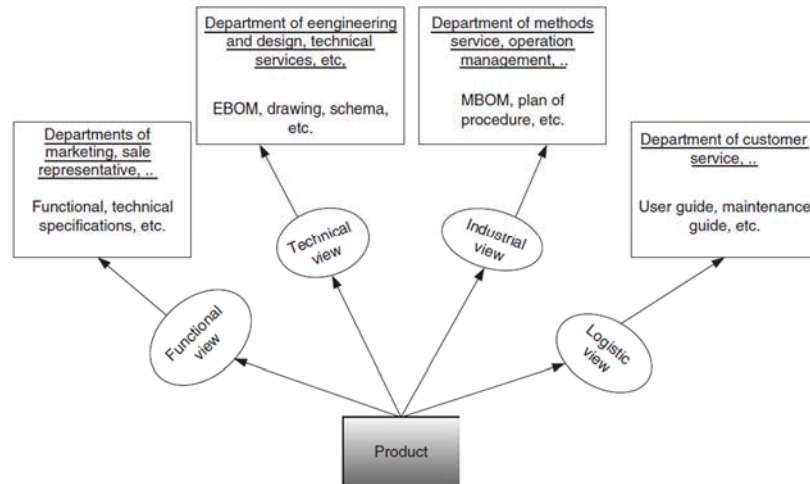 Department of eengineering
and design, technical
services, etc,
EBOM, drawing, schema,
etc.
Department of methods
service, operation
management, ..
MBOM, plan of
procedure, etc.
Departments of
marketing, sale
representative, ..
Functional, technical
specifications, etc.
Department of customer
service, ..
User guide, maintenance
guide, etc.
Technical
view
Industrial
view
Functional
view
Logistic
view
Product